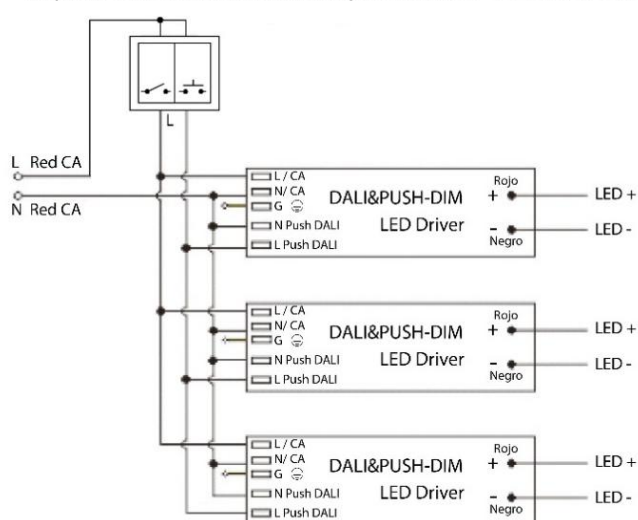 L
L Red CA
N Red CA
L / CA
N/ CA
G
N Push DALI
L Push DALI
DALI&PUSH-DIM
LED Driver
Rojo
+
-
Negro
LED +
LED -
L / CA
N/ CA
G
N Push DALI
L Push DALI
DALI&PUSH-DIM
LED Driver
Rojo
+
-
Negro
LED +
LED -
L / CA
N/ CA
G
N Push DALI
L Push DALI
DALI&PUSH-DIM
LED Driver
Rojo
+
-
Negro
LED +
LED -